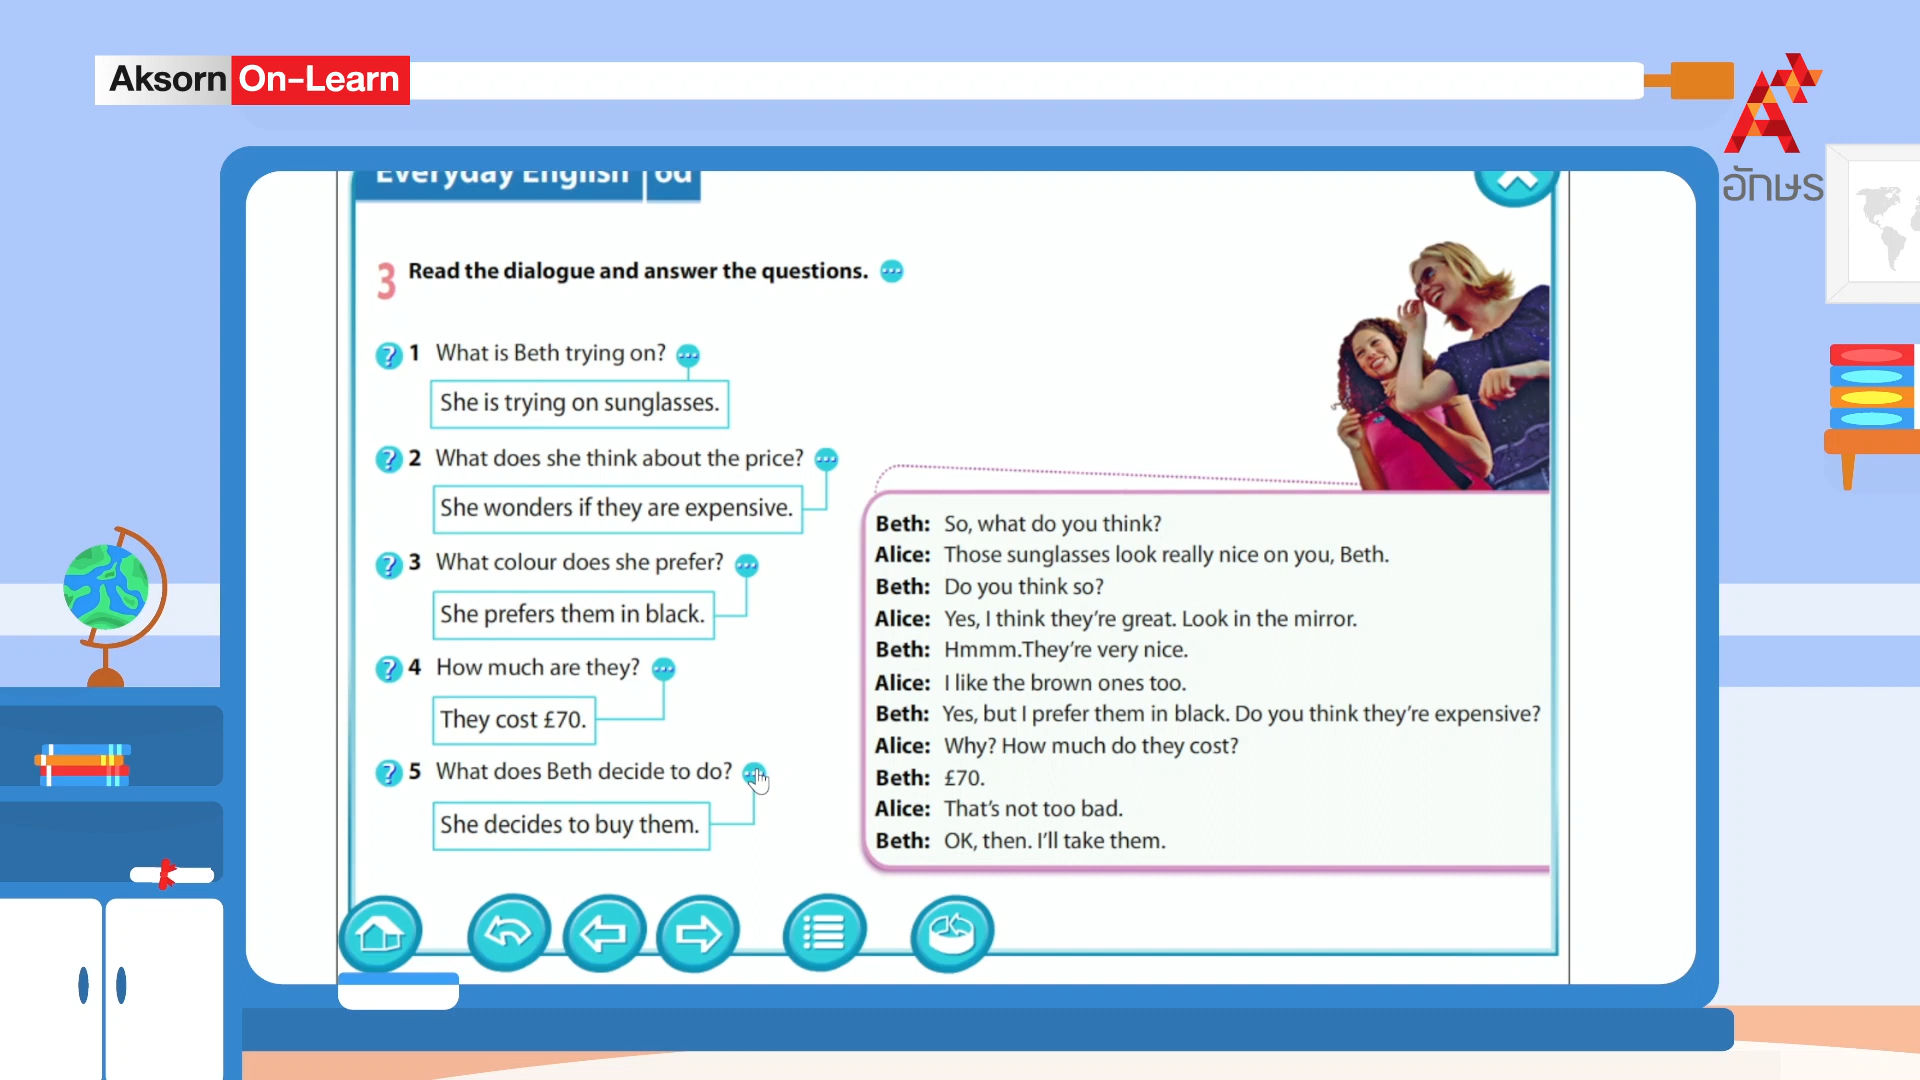 Aksorn On-Learn
อักษร
Everyday English 6d
3 Read the dialogue and answer the questions.
1 What is Beth trying on?
She is trying on sunglasses.
2 What does she think about the price?
She wonders if they are expensive.
3 What colour does she prefer?
She prefers them in black.
4 How much are they?
They cost £70.
5 What does Beth decide to do?
She decides to buy them.
Beth: So, what do you think?
Alice: Those sunglasses look really nice on you, Beth.
Beth: Do you think so?
Alice: Yes, I think they're great. Look in the mirror.
Beth: Hmmm.They're very nice.
Alice: I like the brown ones too.
Beth: Yes, but I prefer them in black. Do you think they're expensive?
Alice: Why? How much do they cost?
Beth: £70.
Alice: That's not too bad.
Beth: OK, then. I'll take them.